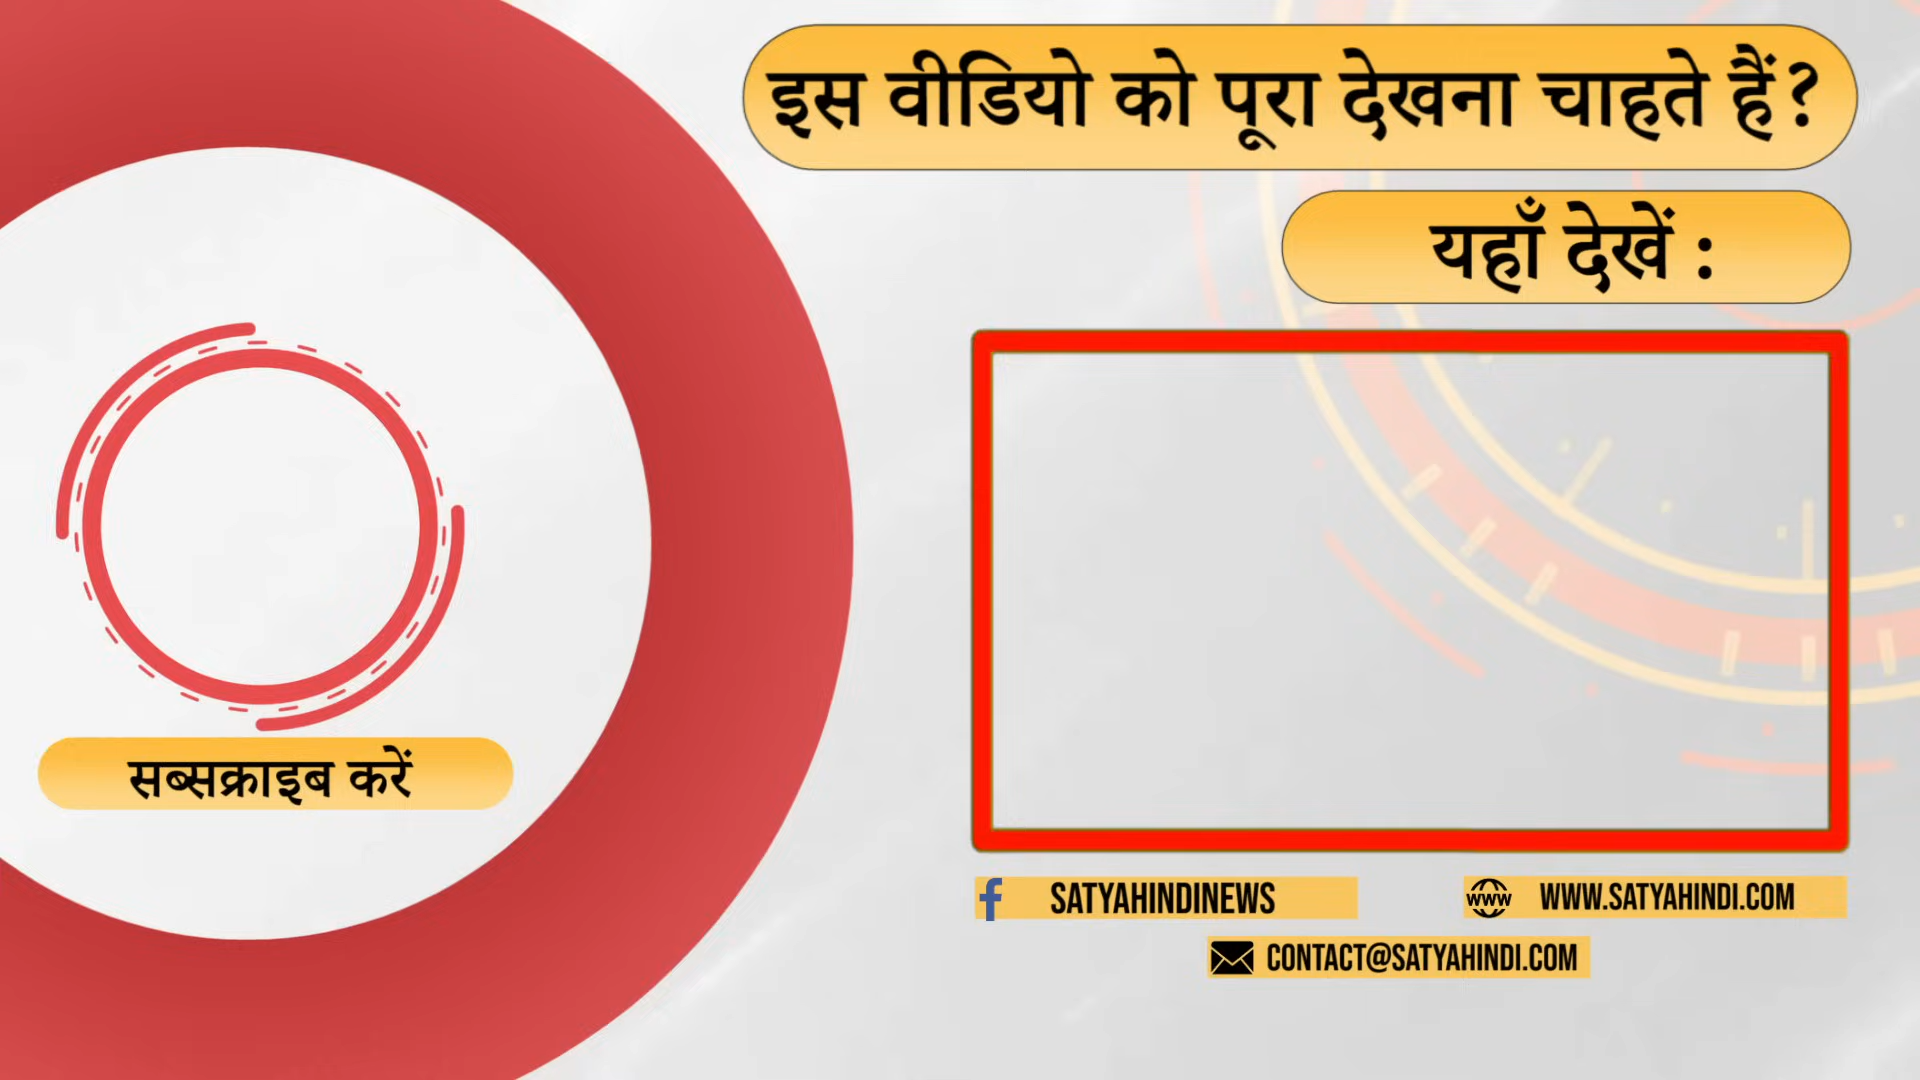 इस वीडियो को पूरा देखना चाहते हैं?
यहाँ देखें :
सब्सक्राइब करें
SATYAHINDINEWS
WWW
WWW.SATYAHINDI.COM
CONTACT@SATYAHINDI.COM